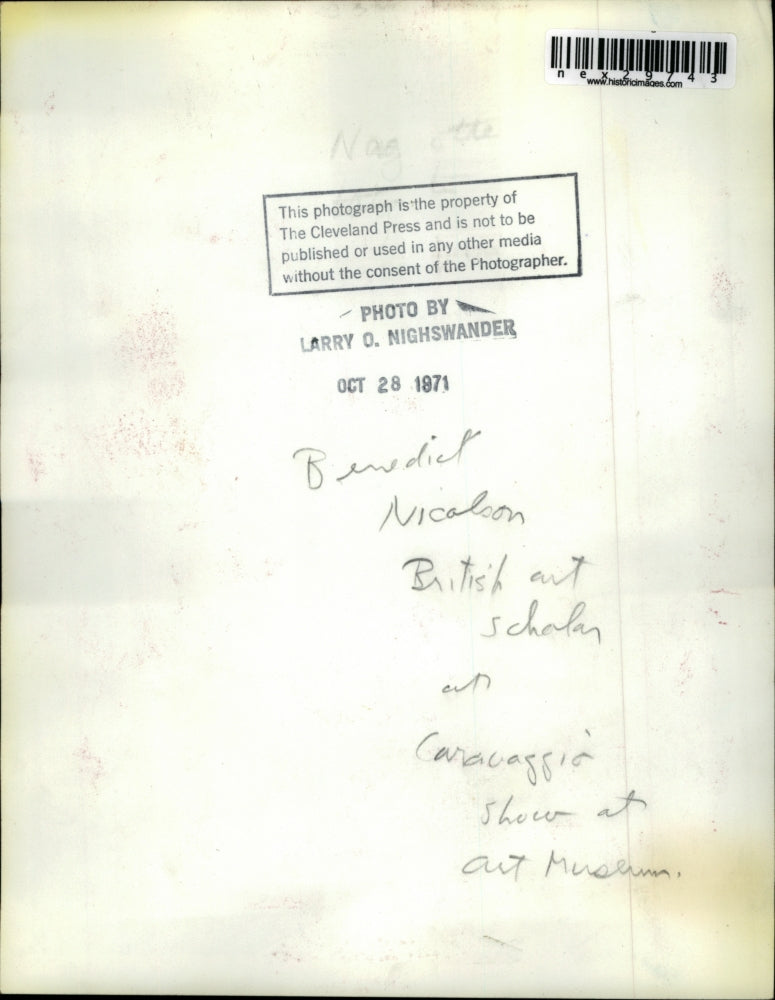 nex29743
www.historicimages.com
This photograph is the property of
The Cleveland Press and is not to be
published or used in any other media
without the consent of the Photographer.
PHOTO BY
LARRY O. NIGHSWANDER
OCT 28 1971
Benedict
Nicolson
British art
scholar
at
Caravaggio
show at
art Museum.